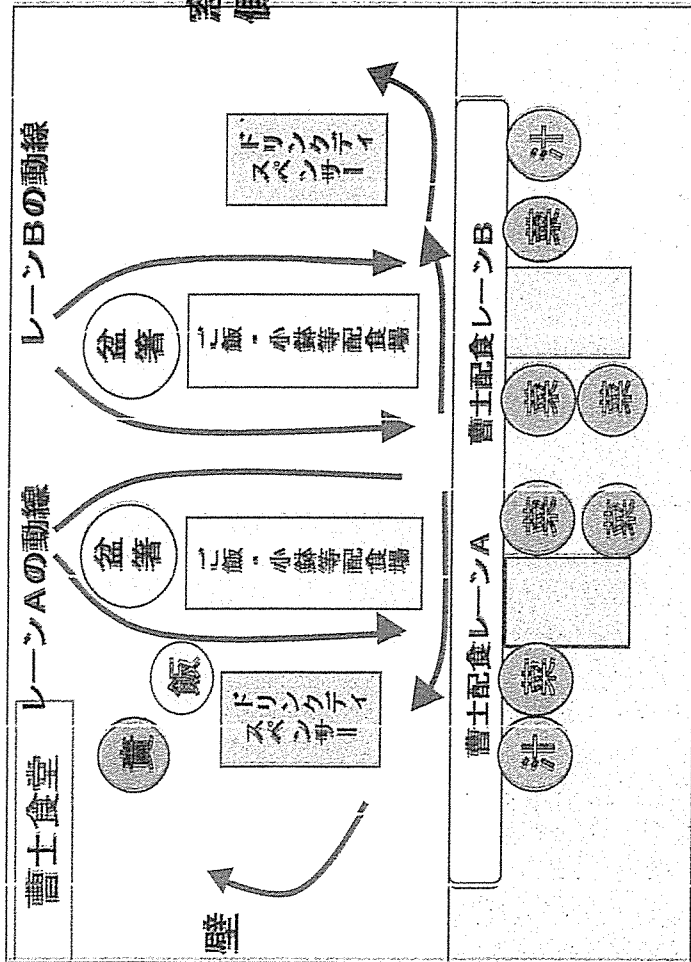 曹士食堂
レーンAの動線
レーンBの動線
盆
箸
盆
箸
飯
ご飯・小鉢等配食場
ご飯・小鉢等配食場
ドリンクディ
スペンサー
ドリンクディ
スペンサー
壁
曹士配食レーンA
曹士配食レーンB
汁
菜
菜
菜
菜
菜
菜
汁